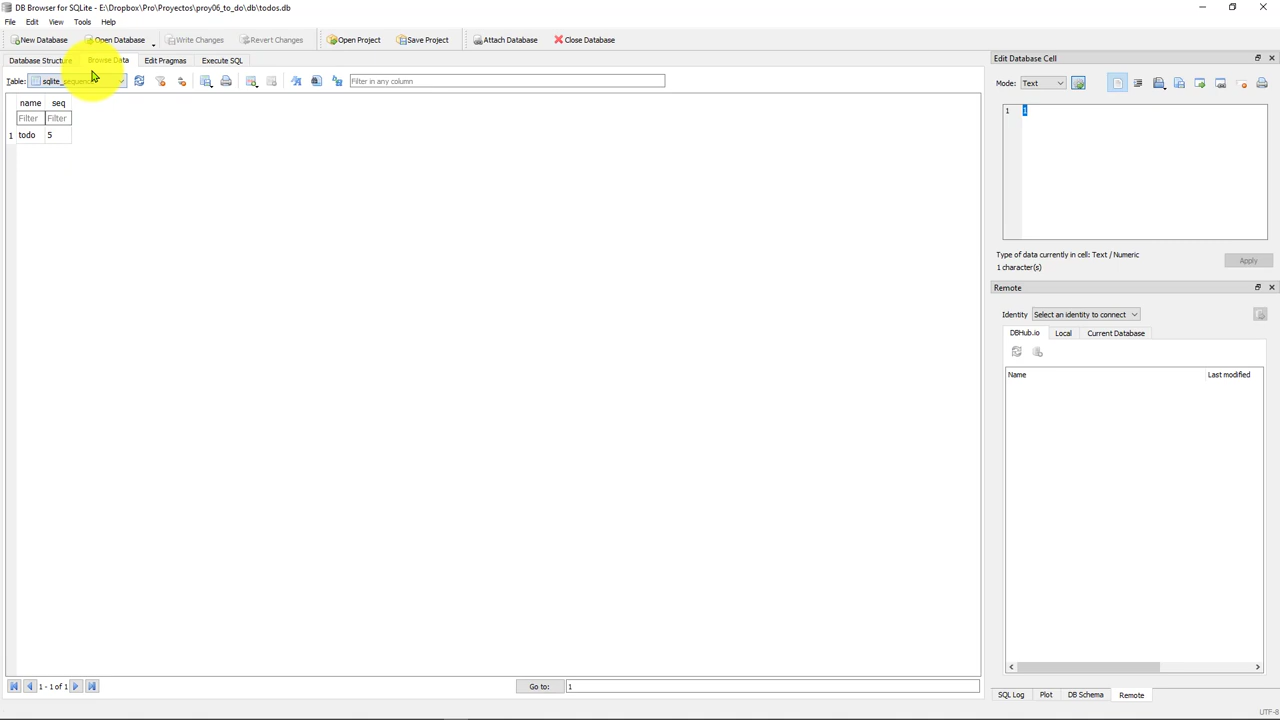 DB Browser for SQLite - E:\Dropbox\Pro\Proyectos\proy06_to_do\db\todos.db
File Edit View Tools Help
New Database Open Database Write Changes Revert Changes Open Project Save Project Attach Database Close Database
Database Structure Browse Data Edit Pragmas Execute SQL
Table: sqlite_sequence Filter in any column
name seq
Filter Filter
1 todo 5
1 - 1 of 1 Go to: 1
Edit Database Cell
Mode: Text
1 1
Type of data currently in cell: Text / Numeric
1 character(s)
Apply
Remote
Identity Select an identity to connect
DBHub.io Local Current Database
Name Last modified
SQL Log Plot DB Schema Remote
UTF-8